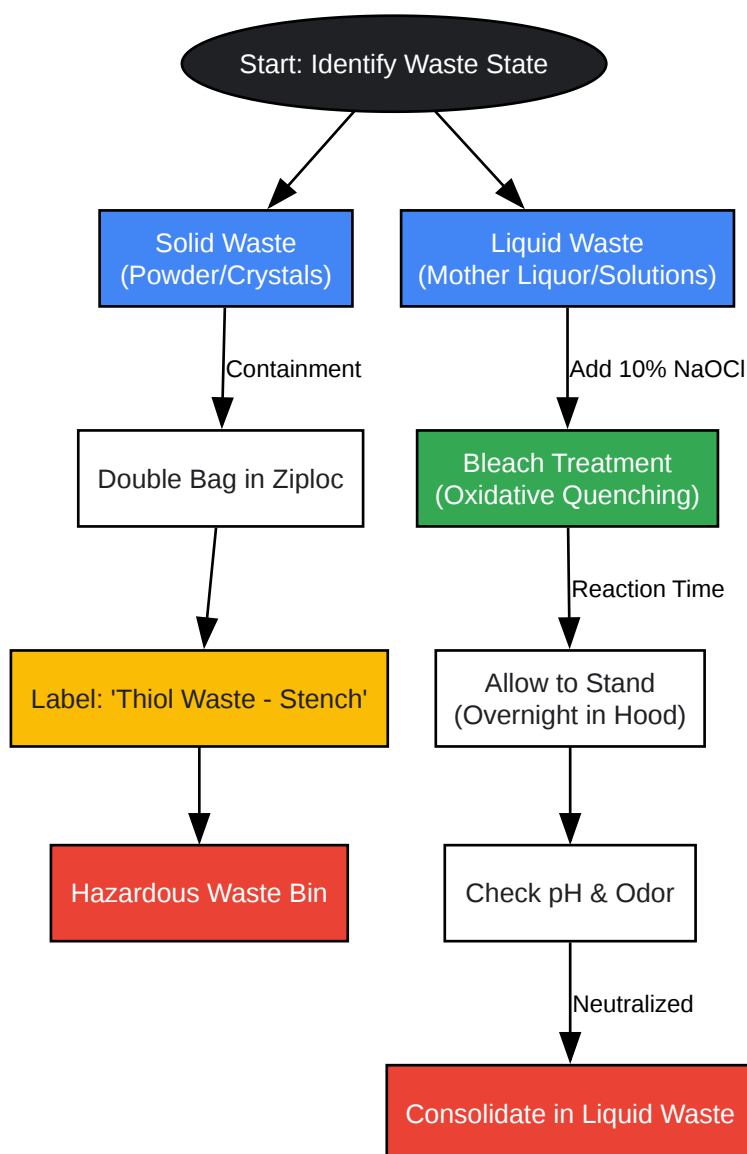 Start: Identify Waste State
Solid Waste
(Powder/Crystals)
Liquid Waste
(Mother Liquor/Solutions)
Containment
Add 10% NaOCl
Double Bag in Ziploc
Bleach Treatment
(Oxidative Quenching)
Reaction Time
Label: 'Thiol Waste - Stench'
Allow to Stand
(Overnight in Hood)
Hazardous Waste Bin
Check pH & Odor
Neutralized
Consolidate in Liquid Waste